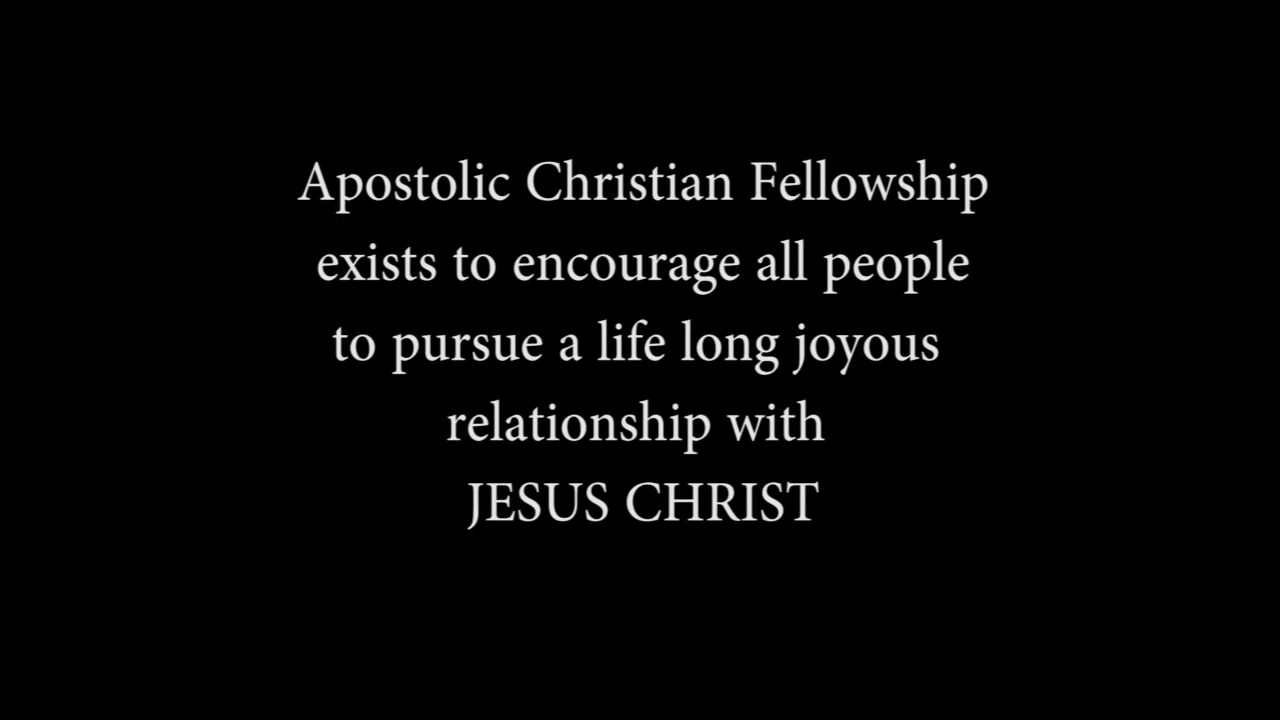 Apostolic Christian Fellowship
exists to encourage all people
to pursue a life long joyous
relationship with
JESUS CHRIST